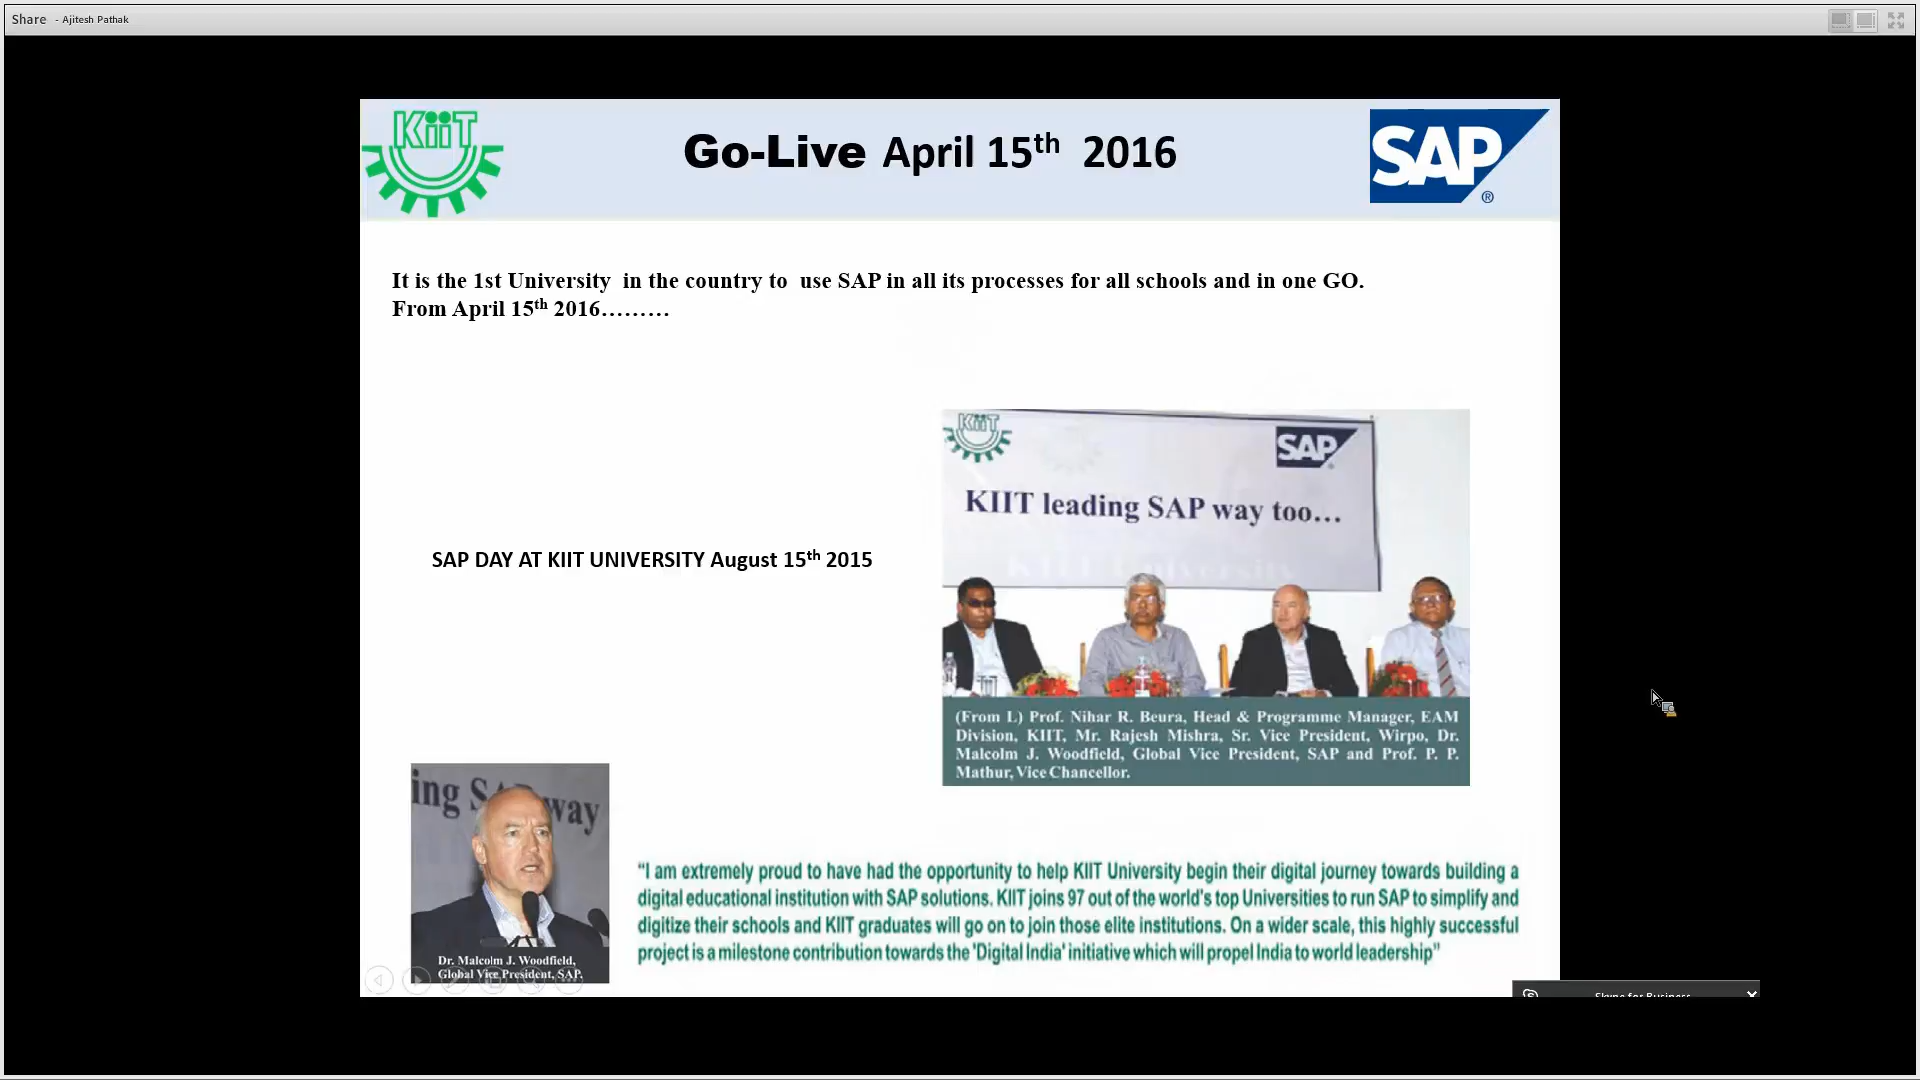 Share - Ajitesh Pathak
KiiT
Go-Live April 15th 2016
SAP
®
It is the 1st University in the country to use SAP in all its processes for all schools and in one GO.
From April 15th 2016………
KiiT
SAP
KIIT leading SAP way too…
KIIT University
SAP DAY AT KIIT UNIVERSITY August 15th 2015
(From L) Prof. Nihar R. Beura, Head & Programme Manager, EAM
Division, KIIT, Mr. Rajesh Mishra, Sr. Vice President, Wirpo, Dr.
Malcolm J. Woodfield, Global Vice President, SAP and Prof. P. P.
Mathur, Vice Chancellor.
ing SAP way
Dr. Malcolm J. Woodfield,
Global Vice President, SAP.
“I am extremely proud to have had the opportunity to help KIIT University begin their digital journey towards building a
digital educational institution with SAP solutions. KIIT joins 97 out of the world's top Universities to run SAP to simplify and
digitize their schools and KIIT graduates will go on to join those elite institutions. On a wider scale, this highly successful
project is a milestone contribution towards the 'Digital India' initiative which will propel India to world leadership”
Skype for Business